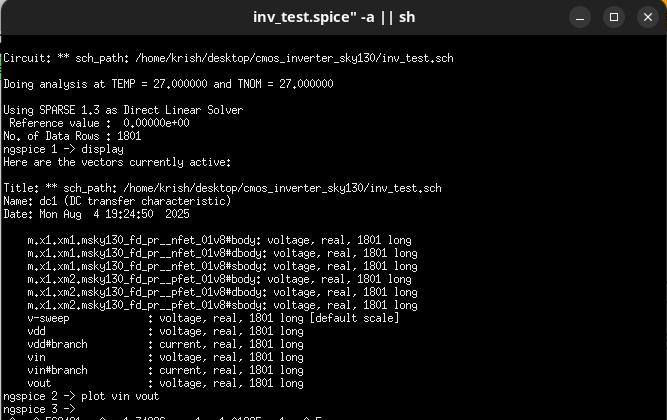 inv_test.spice" -a || sh
Circuit: ** sch_path: /home/krish/desktop/cmos_inverter_sky130/inv_test.sch
Doing analysis at TEMP = 27.000000 and TNOM = 27.000000
Using SPARSE 1.3 as Direct Linear Solver
Reference value :  0.00000e+00
No. of Data Rows : 1801
ngspice 1 -> display
Here are the vectors currently active:
Title: ** sch_path: /home/krish/desktop/cmos_inverter_sky130/inv_test.sch
Name: dc1 (DC transfer characteristic)
Date: Mon Aug  4 19:24:50  2025
m.x1.xm1.msky130_fd_pr__nfet_01v8#body: voltage, real, 1801 long
m.x1.xm1.msky130_fd_pr__nfet_01v8#dbody: voltage, real, 1801 long
m.x1.xm1.msky130_fd_pr__nfet_01v8#sbody: voltage, real, 1801 long
m.x1.xm2.msky130_fd_pr__pfet_01v8#body: voltage, real, 1801 long
m.x1.xm2.msky130_fd_pr__pfet_01v8#dbody: voltage, real, 1801 long
m.x1.xm2.msky130_fd_pr__pfet_01v8#sbody: voltage, real, 1801 long
v-sweep             : voltage, real, 1801 long [default scale]
vdd                 : voltage, real, 1801 long
vdd#branch          : current, real, 1801 long
vin                 : voltage, real, 1801 long
vin#branch          : current, real, 1801 long
vout                : voltage, real, 1801 long
ngspice 2 -> plot vin vout
ngspice 3 ->